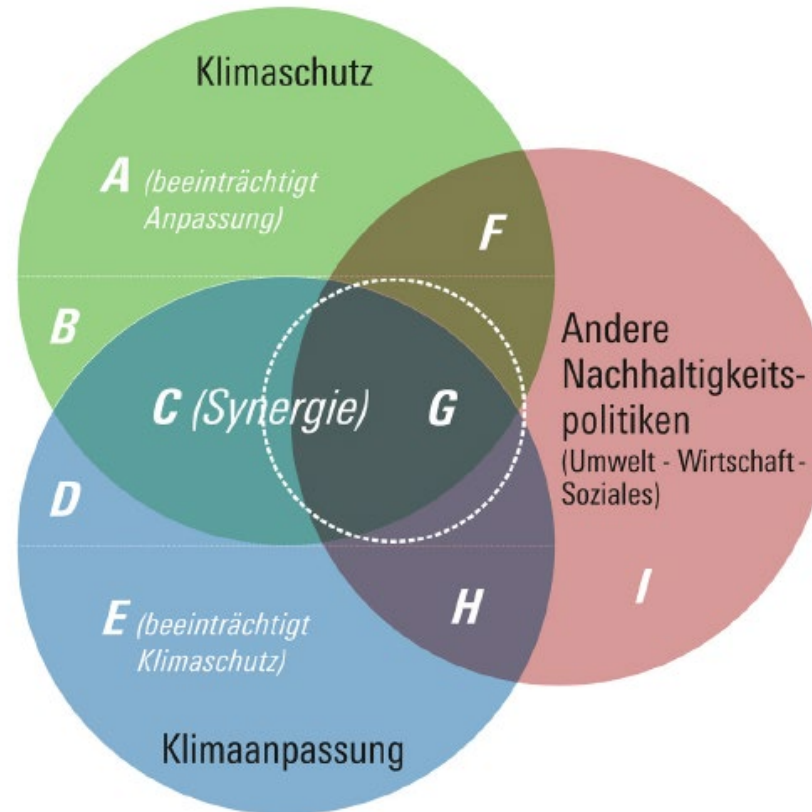 Klimaschutz
A (beeinträchtigt
Anpassung)
F
B
Andere
Nachhaltigkeits-
politiken
(Umwelt - Wirtschaft -
Soziales)
C (Synergie)
G
D
E (beeinträchtigt
Klimaschutz)
H
I
Klimaanpassung